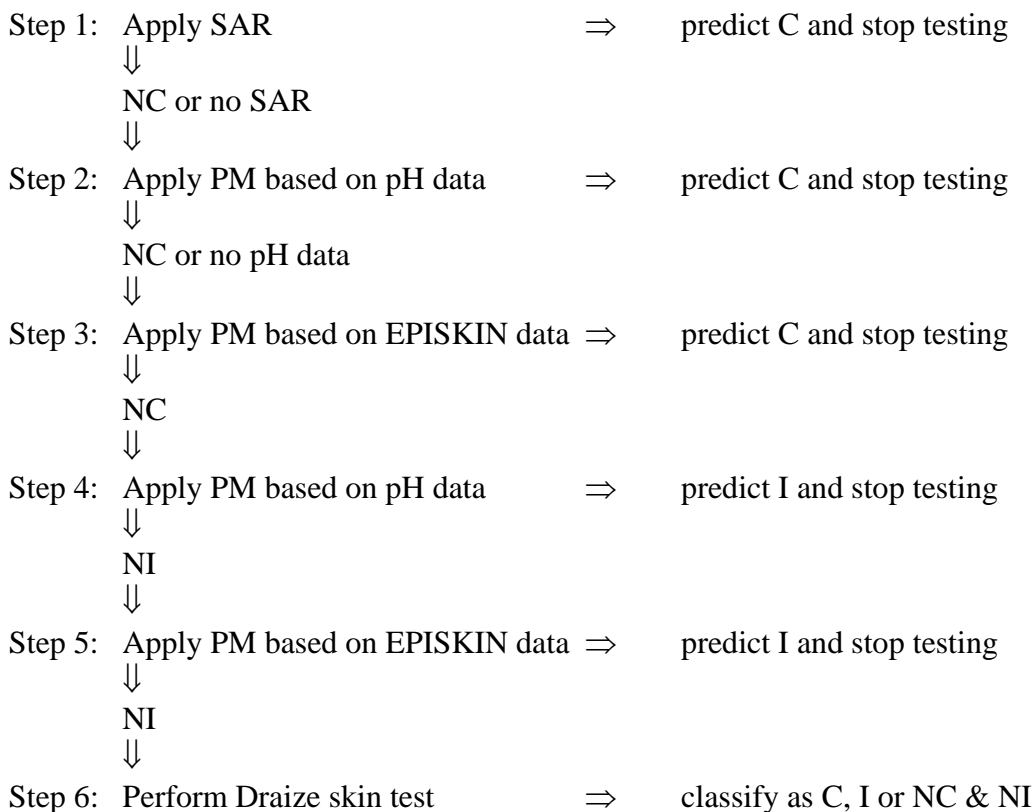 Step 1: Apply SAR ⇒ predict C and stop testing
⇓
NC or no SAR
⇓
Step 2: Apply PM based on pH data ⇒ predict C and stop testing
⇓
NC or no pH data
⇓
Step 3: Apply PM based on EPISKIN data ⇒ predict C and stop testing
⇓
NC
⇓
Step 4: Apply PM based on pH data ⇒ predict I and stop testing
⇓
NI
⇓
Step 5: Apply PM based on EPISKIN data ⇒ predict I and stop testing
⇓
NI
⇓
Step 6: Perform Draize skin test ⇒ classify as C, I or NC & NI